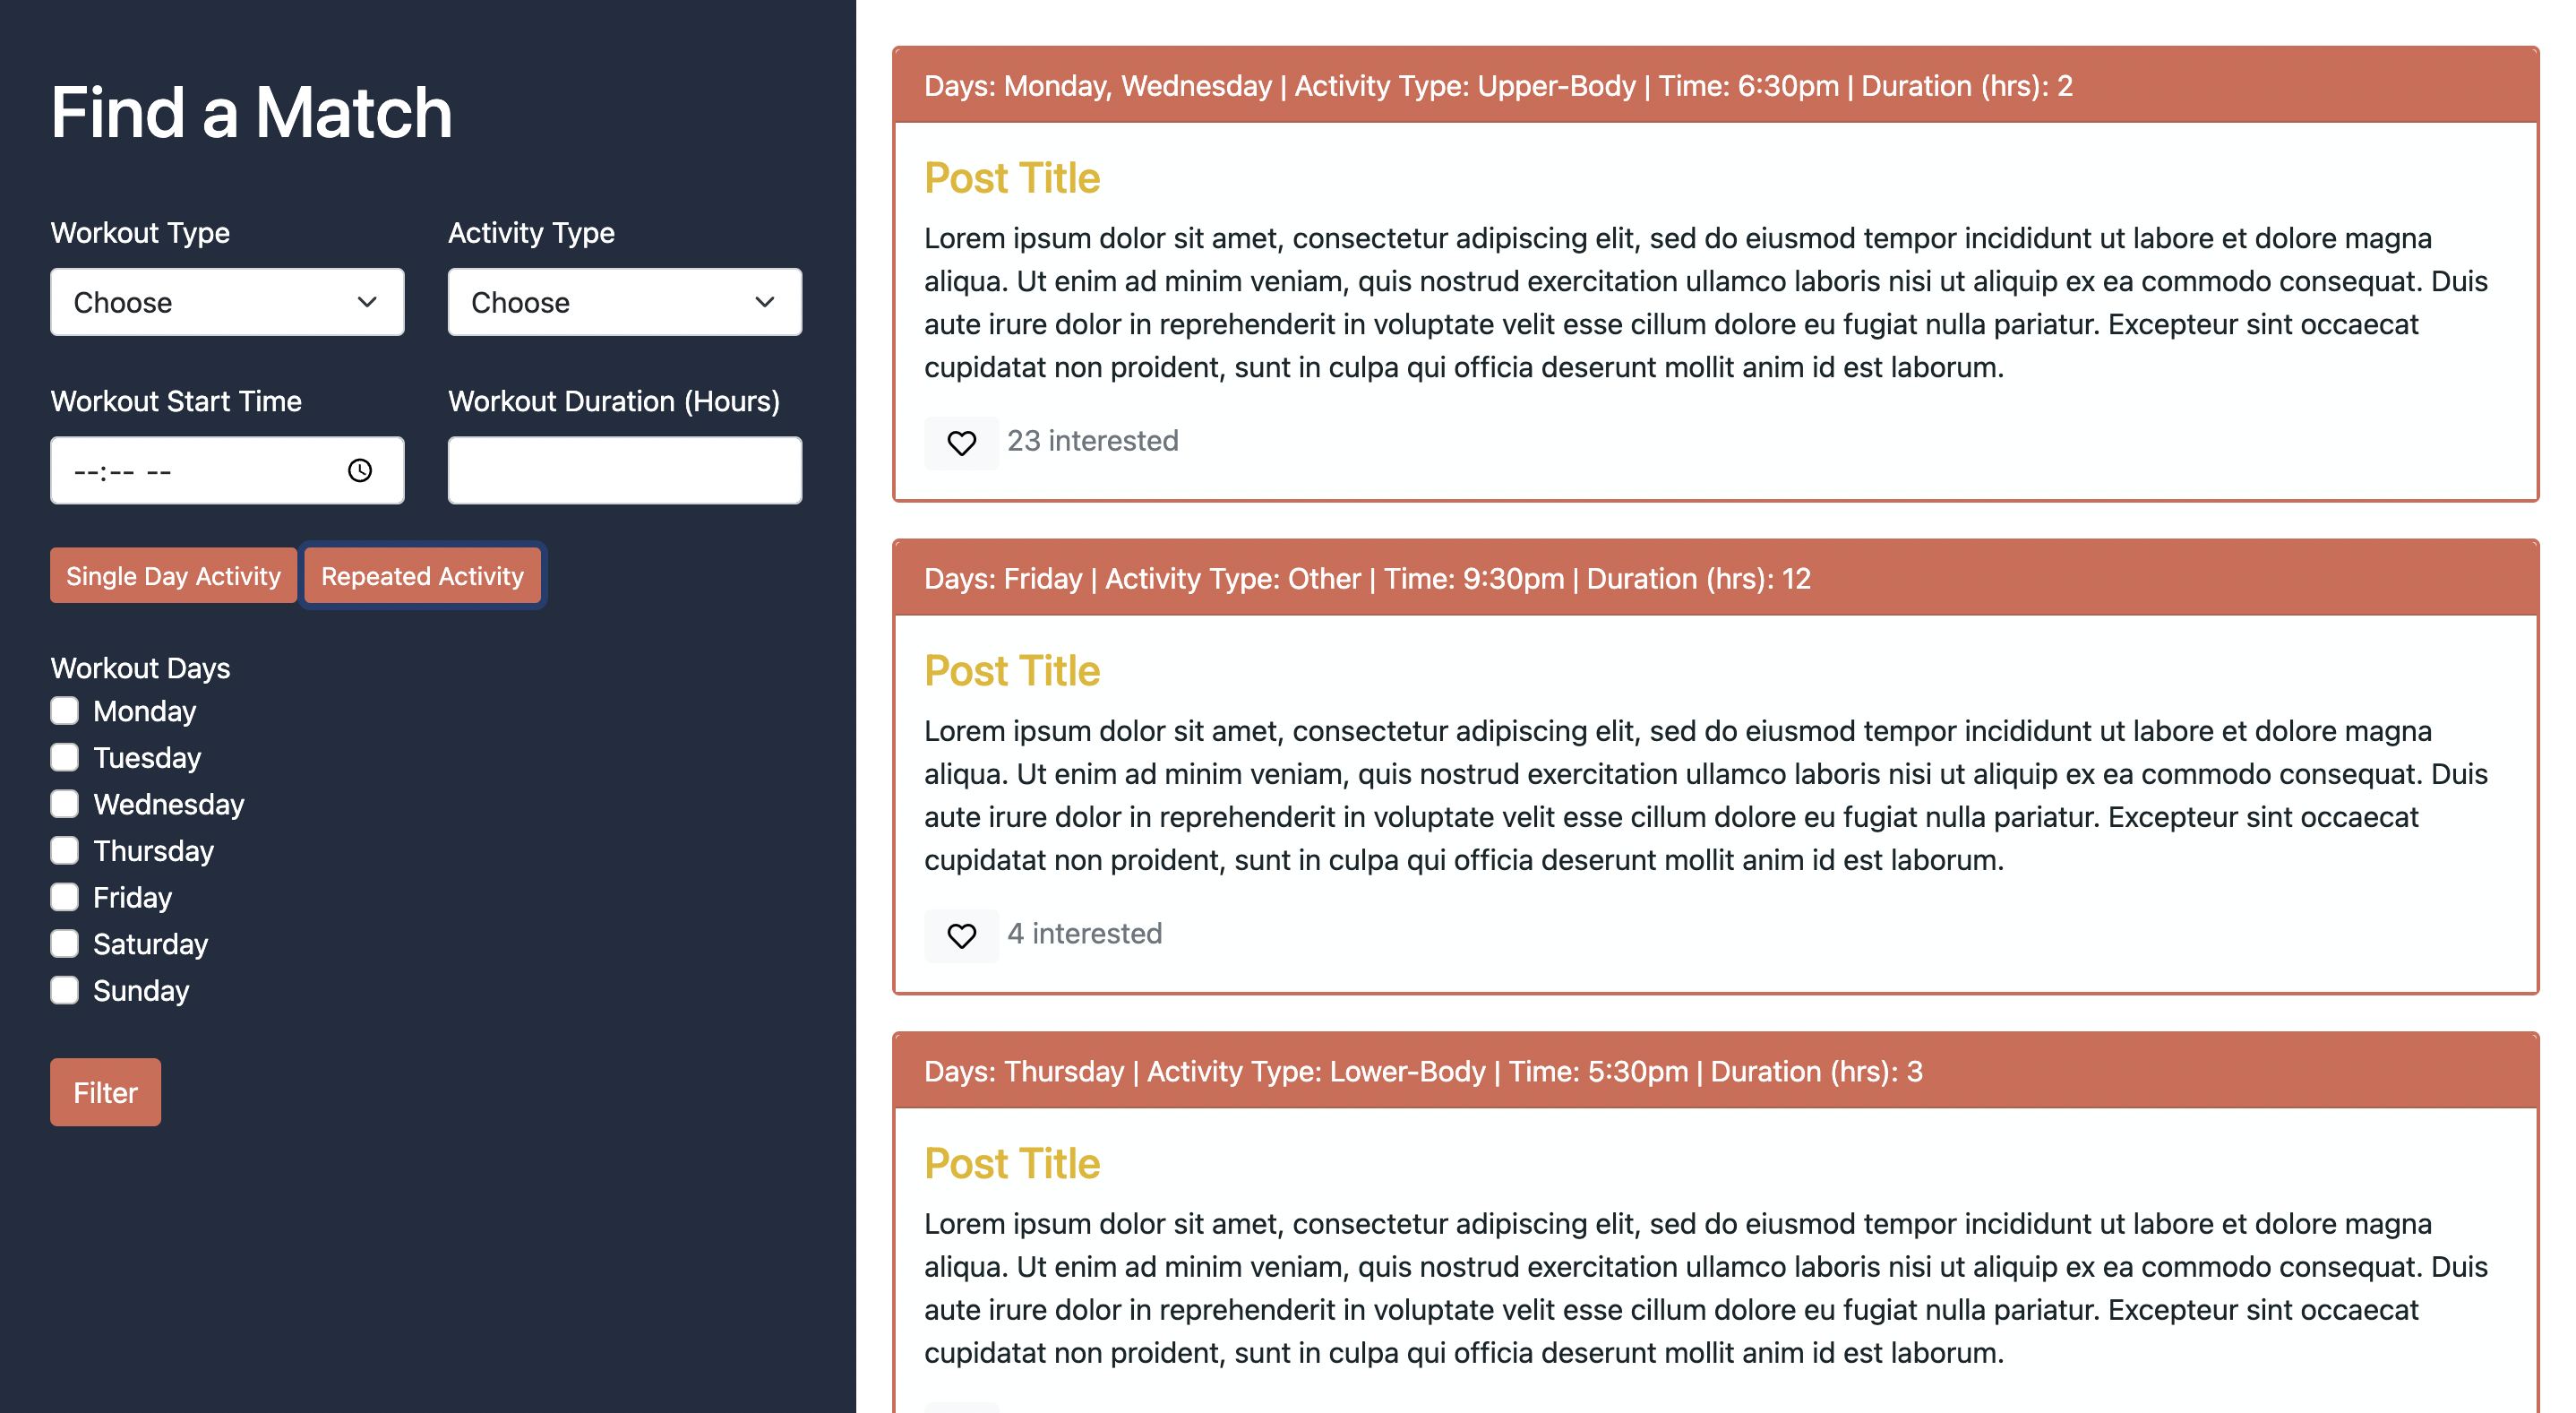 Find a Match
Workout Type
Activity Type
Choose
Choose
Workout Start Time
Workout Duration (Hours)
--:-- --
Single Day Activity
Repeated Activity
Workout Days
Monday
Tuesday
Wednesday
Thursday
Friday
Saturday
Sunday
Filter
Days: Monday, Wednesday | Activity Type: Upper-Body | Time: 6:30pm | Duration (hrs): 2
Post Title
Lorem ipsum dolor sit amet, consectetur adipiscing elit, sed do eiusmod tempor incididunt ut labore et dolore magna
aliqua. Ut enim ad minim veniam, quis nostrud exercitation ullamco laboris nisi ut aliquip ex ea commodo consequat. Duis
aute irure dolor in reprehenderit in voluptate velit esse cillum dolore eu fugiat nulla pariatur. Excepteur sint occaecat
cupidatat non proident, sunt in culpa qui officia deserunt mollit anim id est laborum.
23 interested
Days: Friday | Activity Type: Other | Time: 9:30pm | Duration (hrs): 12
Post Title
Lorem ipsum dolor sit amet, consectetur adipiscing elit, sed do eiusmod tempor incididunt ut labore et dolore magna
aliqua. Ut enim ad minim veniam, quis nostrud exercitation ullamco laboris nisi ut aliquip ex ea commodo consequat. Duis
aute irure dolor in reprehenderit in voluptate velit esse cillum dolore eu fugiat nulla pariatur. Excepteur sint occaecat
cupidatat non proident, sunt in culpa qui officia deserunt mollit anim id est laborum.
4 interested
Days: Thursday | Activity Type: Lower-Body | Time: 5:30pm | Duration (hrs): 3
Post Title
Lorem ipsum dolor sit amet, consectetur adipiscing elit, sed do eiusmod tempor incididunt ut labore et dolore magna
aliqua. Ut enim ad minim veniam, quis nostrud exercitation ullamco laboris nisi ut aliquip ex ea commodo consequat. Duis
aute irure dolor in reprehenderit in voluptate velit esse cillum dolore eu fugiat nulla pariatur. Excepteur sint occaecat
cupidatat non proident, sunt in culpa qui officia deserunt mollit anim id est laborum.